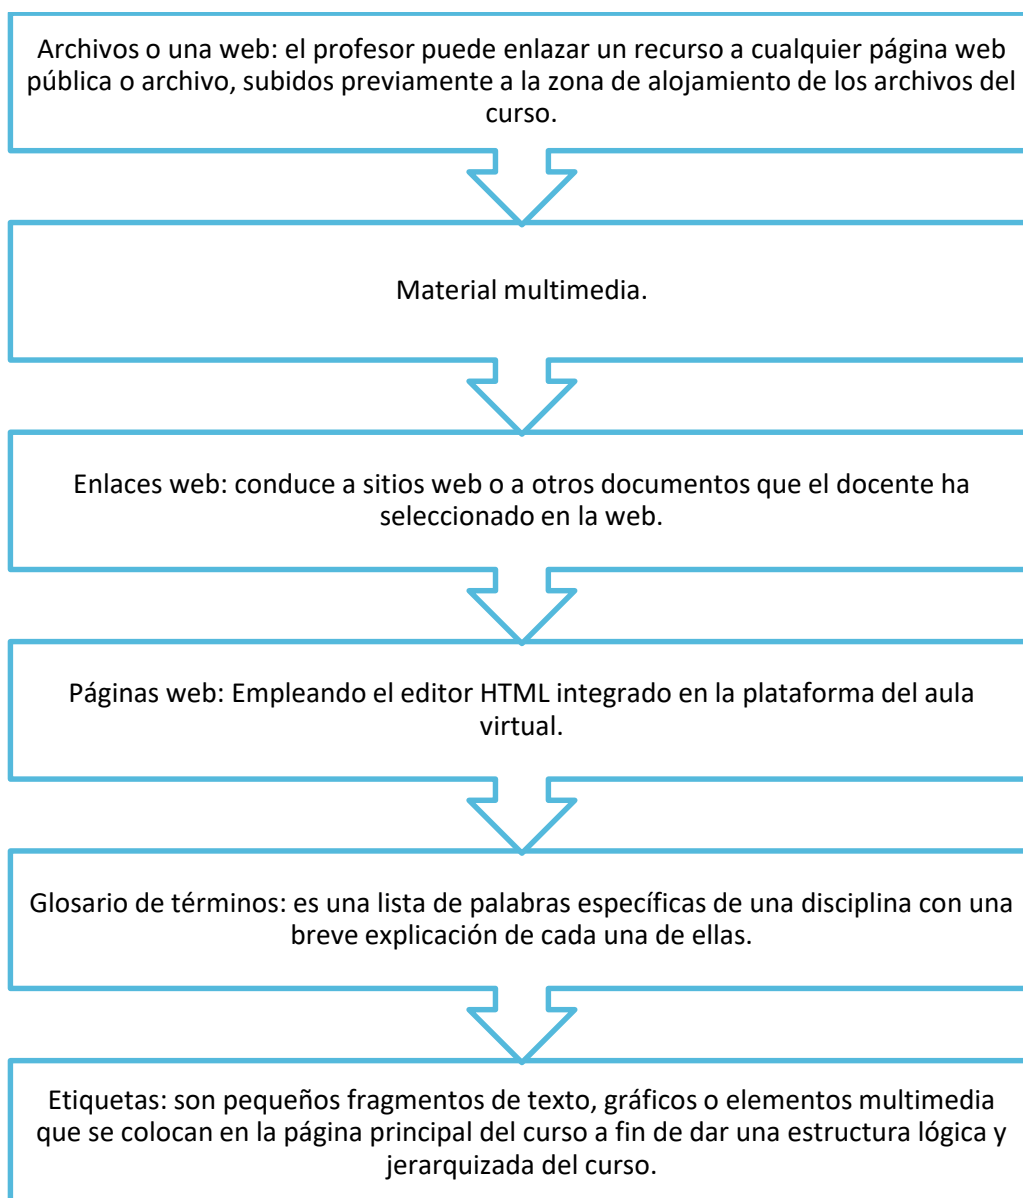 Archivos o una web: el profesor puede enlazar un recurso a cualquier página web
pública o archivo, subidos previamente a la zona de alojamiento de los archivos del
curso.
Material multimedia.
Enlaces web: conduce a sitios web o a otros documentos que el docente ha
seleccionado en la web.
Páginas web: Empleando el editor HTML integrado en la plataforma del aula
virtual.
Glosario de términos: es una lista de palabras específicas de una disciplina con una
breve explicación de cada una de ellas.
Etiquetas: son pequeños fragmentos de texto, gráficos o elementos multimedia
que se colocan en la página principal del curso a fin de dar una estructura lógica y
jerarquizada del curso.